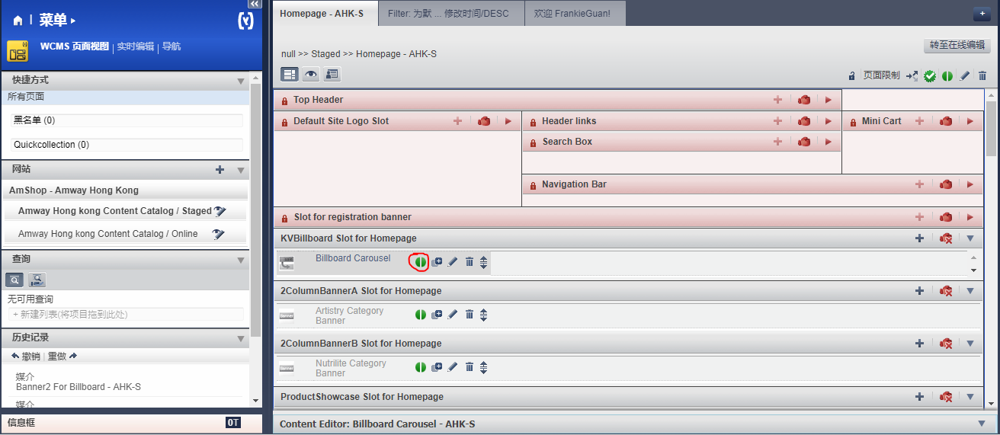 菜单
WCMS 页面视图 | 实时编辑 | 导航
快捷方式
所有页面
黑名单 (0)
Quickcollection (0)
网站
AmShop - Amway Hong Kong
Amway Hong kong Content Catalog / Staged
Amway Hong kong Content Catalog / Online
查询
无可用查询
+ 新建列表(将项目拖到此处)
历史记录
撤销 | 重做
媒介
Banner2 For Billboard - AHK-S
媒介
信息框 0T
Homepage - AHK-S
Filter: 为默 ... 修改时间/DESC
欢迎 FrankieGuan!
转至在线编辑
null >> Staged >> Homepage - AHK-S
页面限制
Top Header
Default Site Logo Slot
Header links
Mini Cart
Search Box
Navigation Bar
Slot for registration banner
KVBillboard Slot for Homepage
Billboard Carousel
2ColumnBannerA Slot for Homepage
Banner
Artistry Category
Banner
2ColumnBannerB Slot for Homepage
Banner
Nutrilite Category
Banner
ProductShowcase Slot for Homepage
Content Editor: Billboard Carousel - AHK-S